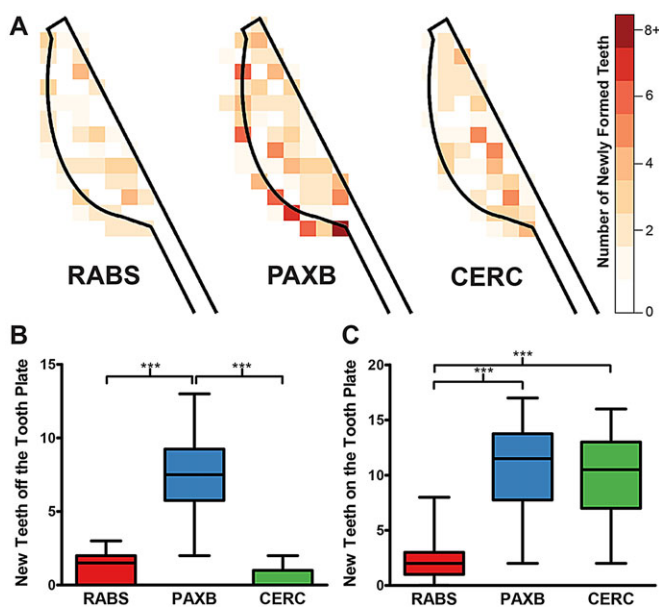 A
RABS
PAXB
CERC
Number of Newly Formed Teeth
8+
6
4
2
0
B
New Teeth off the Tooth Plate
15
10
5
0
***
***
RABS
PAXB
CERC
C
New Teeth on the Tooth Plate
20
15
10
5
0
***
***
RABS
PAXB
CERC